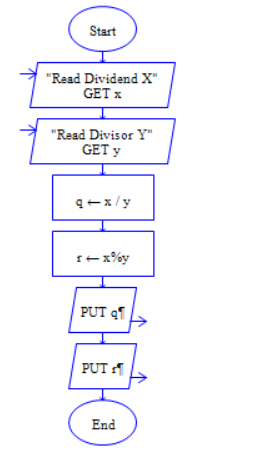 Start
"Read Dividend X"
GET x
"Read Divisor Y"
GET y
q ← x / y
r ← x%y
PUT q¶
PUT r¶
End